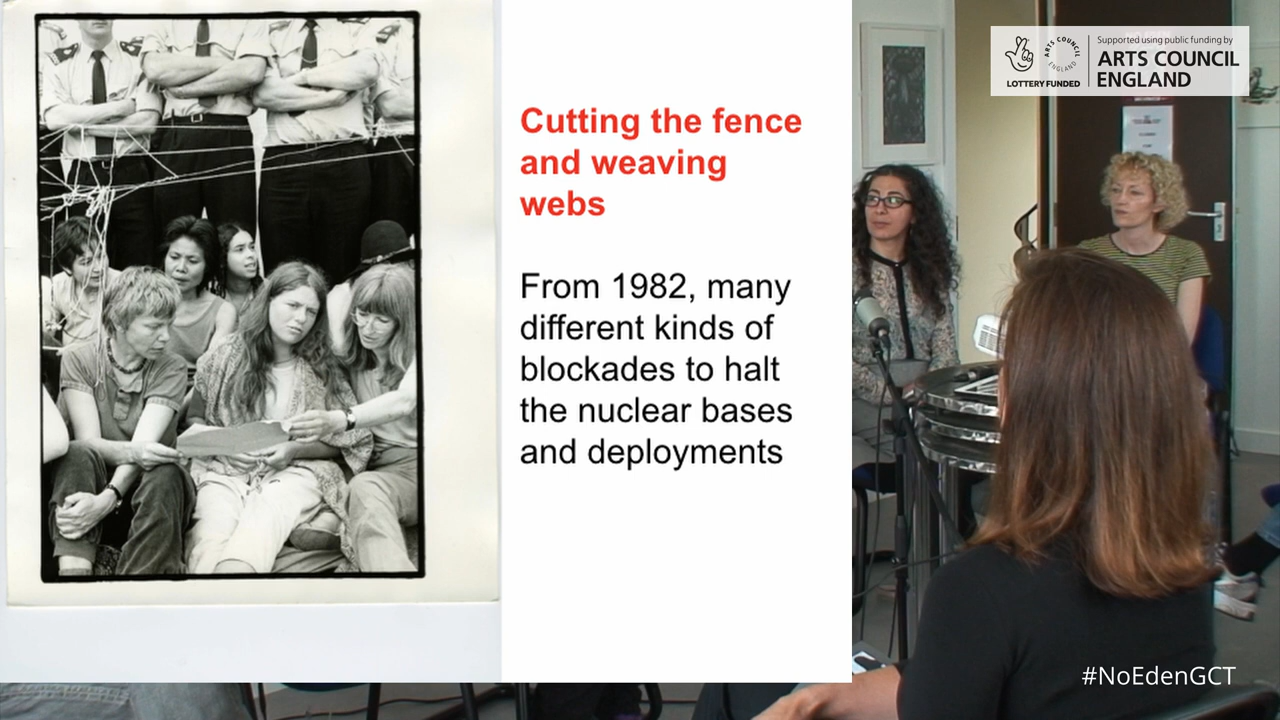 Cutting the fence
and weaving
webs
From 1982, many
different kinds of
blockades to halt
the nuclear bases
and deployments
LOTTERY FUNDED
ARTS COUNCIL
ENGLAND
Supported using public funding by
ARTS COUNCIL
ENGLAND
#NoEdenGCT